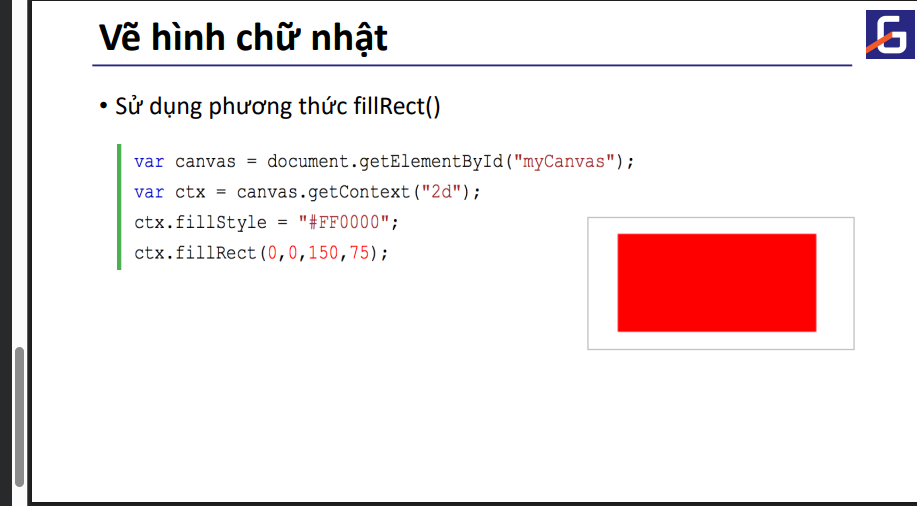 Vẽ hình chữ nhật
• Sử dụng phương thức fillRect()
var canvas = document.getElementById("myCanvas");
var ctx = canvas.getContext("2d");
ctx.fillStyle = "#FF0000";
ctx.fillRect(0,0,150,75);